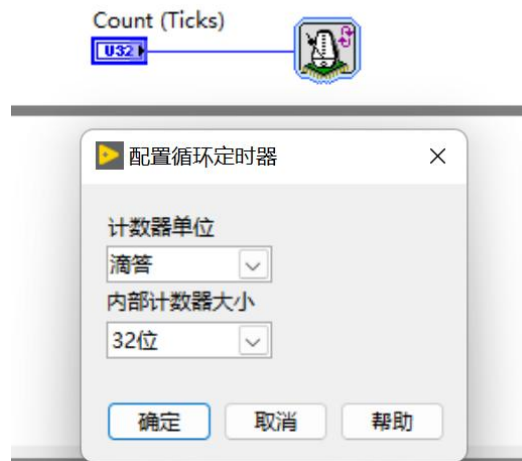 Count (Ticks)
U32
配置循环定时器
计数器单位
滴答
内部计数器大小
32位
确定 取消 帮助